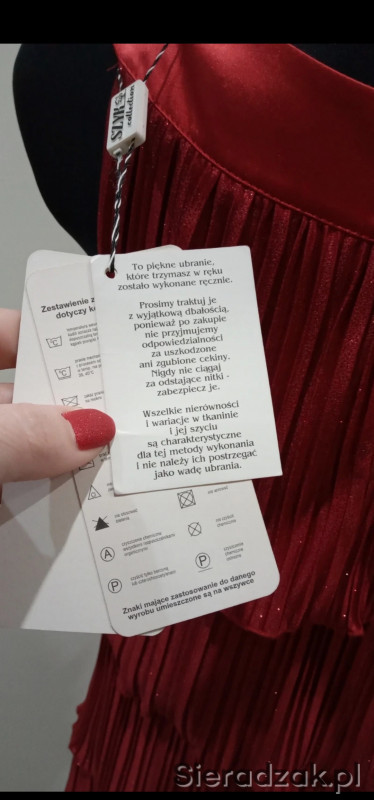 SZYK
collection
To piękne ubranie,
które trzymasz w ręku
zostało wykonane ręcznie.
Prosimy traktuj je
z wyjątkową dbałością,
ponieważ po zakupie
nie przyjmujemy
odpowiedzialności
za uszkodzone
ani zgubione cekiny.
Nigdy nie ciągaj
za odstające nitki -
zabezpiecz je.
Wszelkie nierówności
i wariacje w tkaninie
i jej szyciu
są charakterystyczne
dla tej metody wykonania
i nie należy ich postrzegać
jako wadę ubrania.
Zestawienie z
dotyczy k
A
P
P
Znaki mające zastosowanie do danego
wyrobu umieszczone są na wszywce
Sieradzak.pl